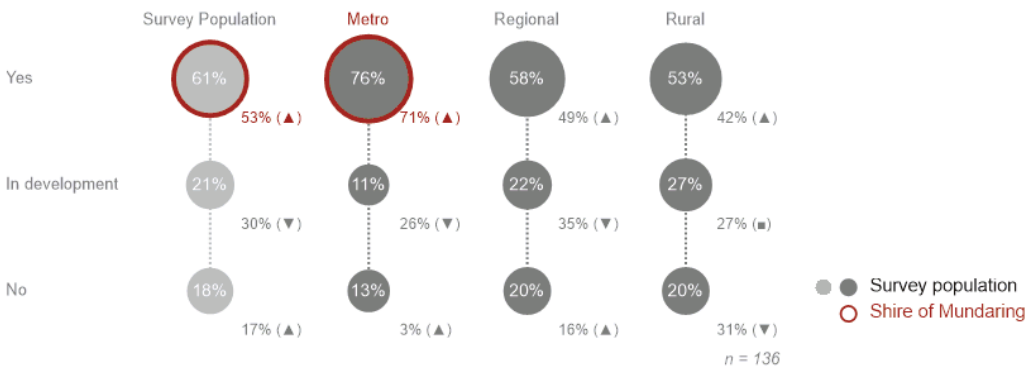 Survey Population Metro Regional Rural
Yes 61% 76% 58% 53%
53% (▲) 71% (▲) 49% (▲) 42% (▲)
In development 21% 11% 22% 27%
30% (▼) 26% (▼) 35% (▼) 27% (■)
No 18% 13% 20% 20%
17% (▲) 3% (▲) 16% (▲) 31% (▼)
Survey population
Shire of Mundaring
n = 136